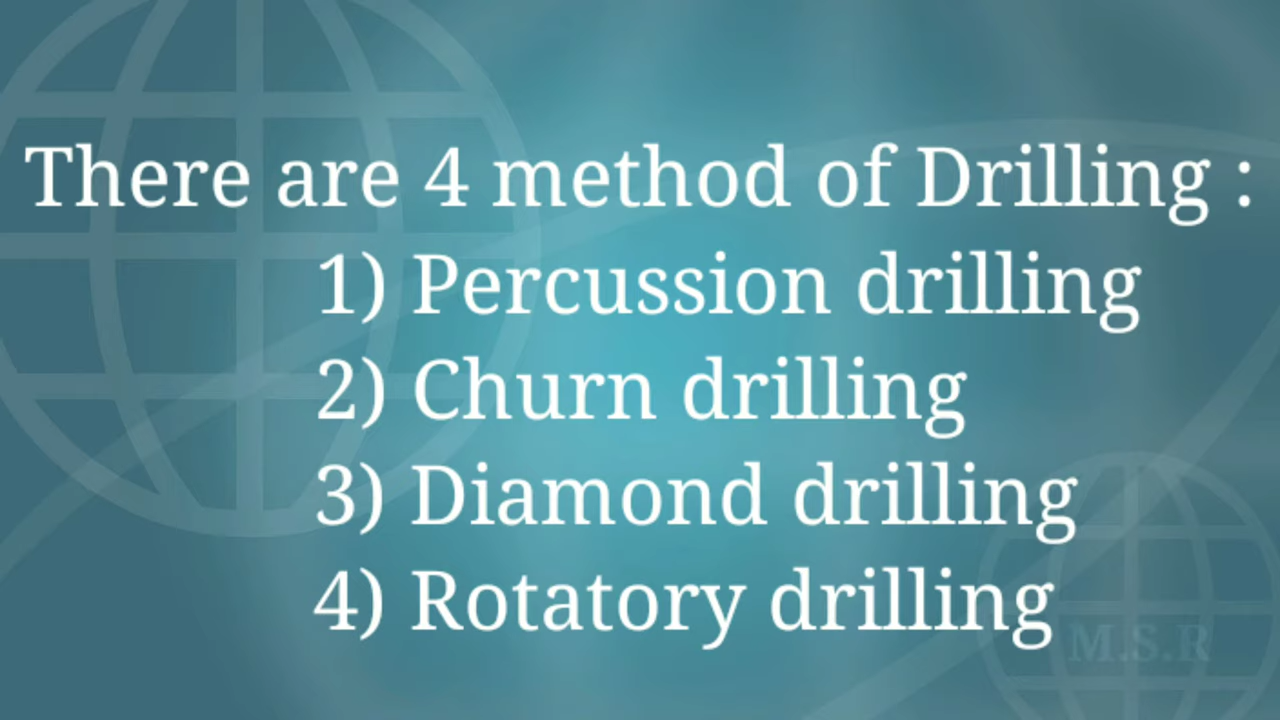 There are 4 method of Drilling :
1) Percussion drilling
2) Churn drilling
3) Diamond drilling
4) Rotatory drilling
M.S.R